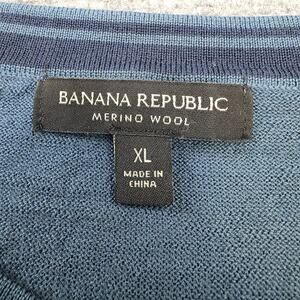 BANANA REPUBLIC
MERINO WOOL
XL
MADE IN
CHINA